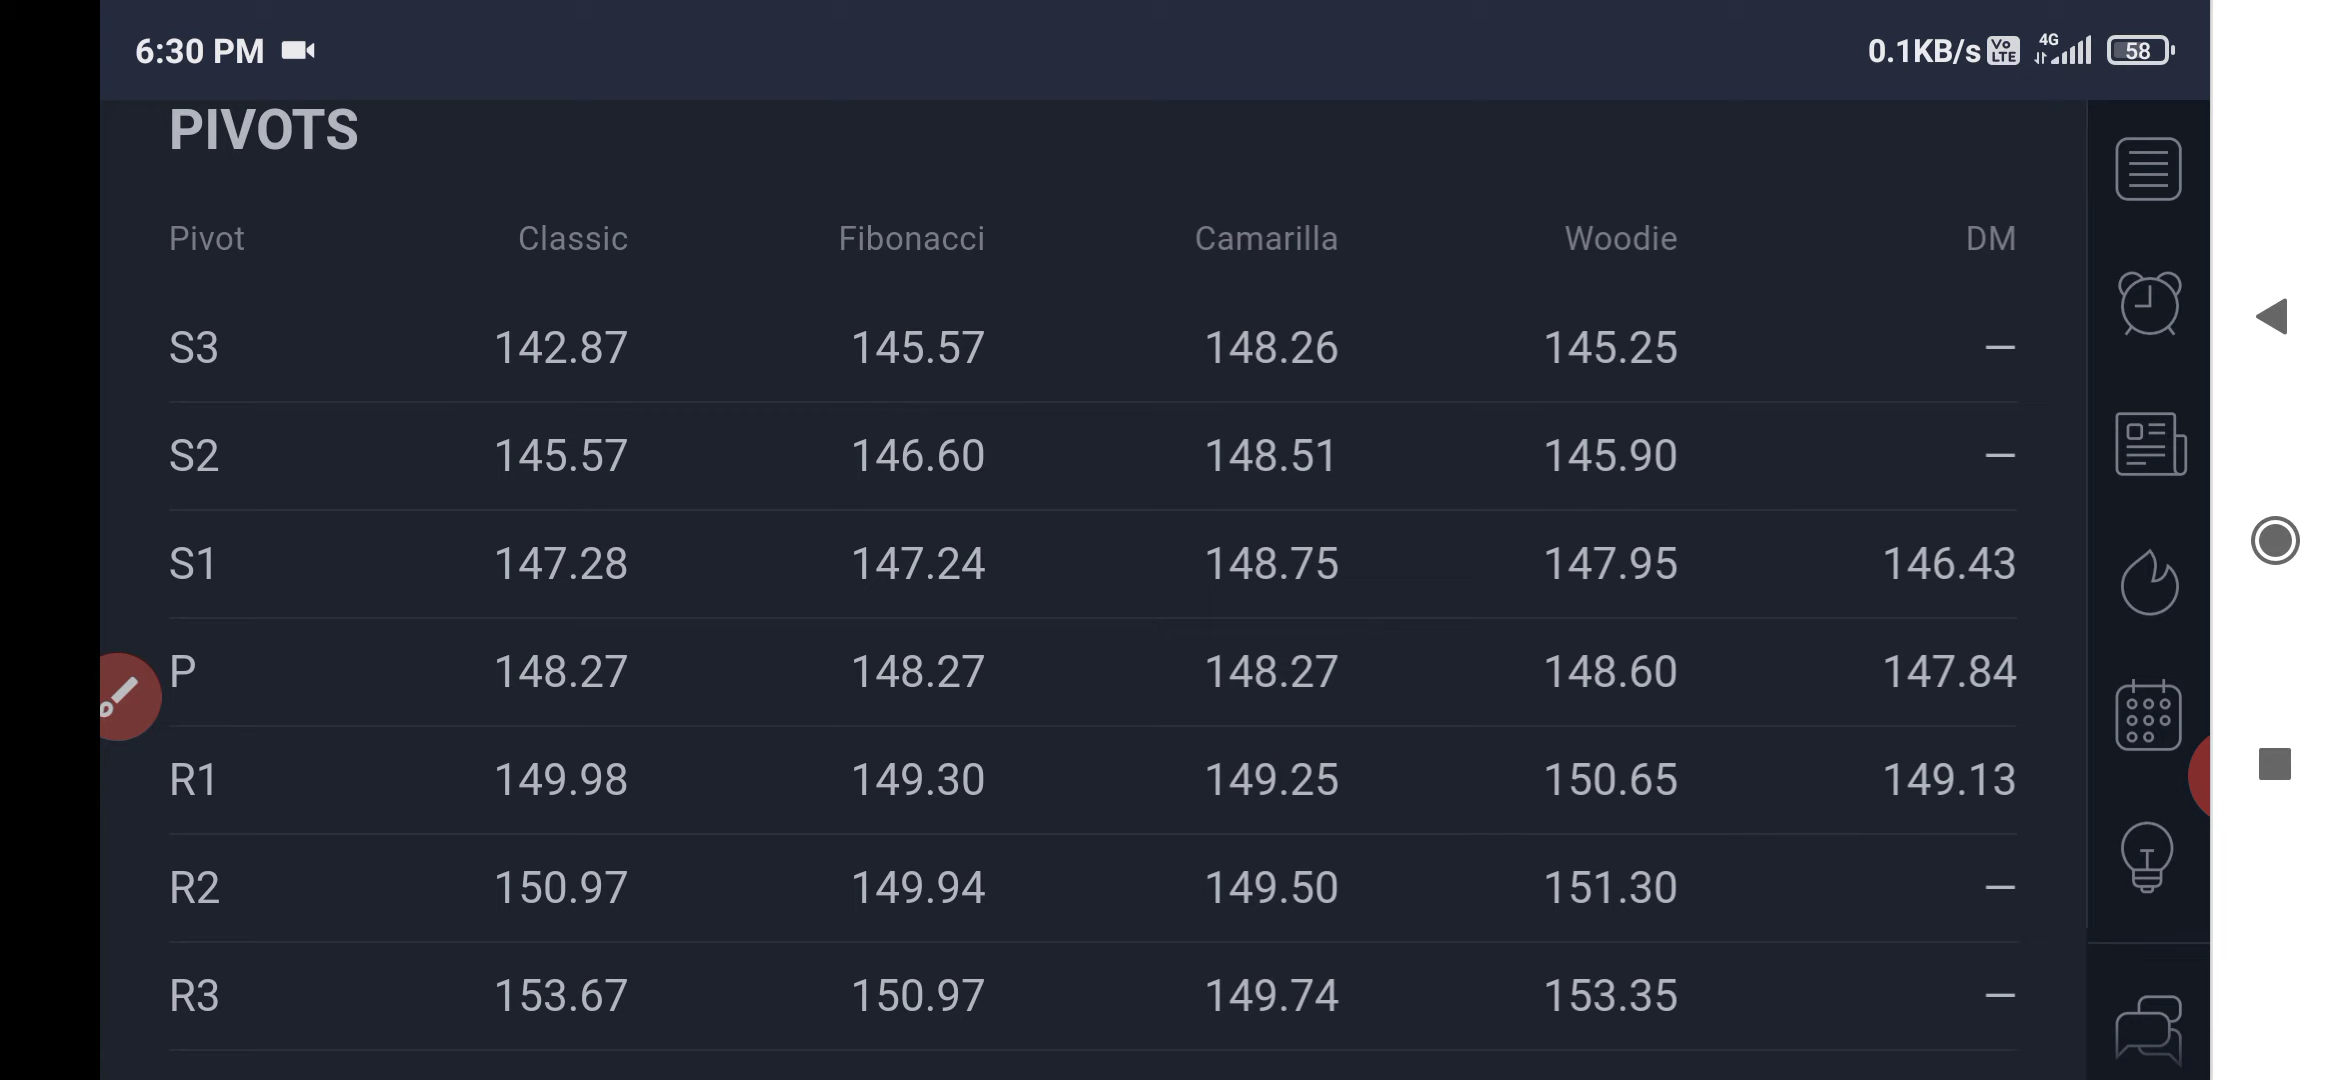 6:30 PM 0.1KB/s Vo LTE 4G 58
PIVOTS
Pivot Classic Fibonacci Camarilla Woodie DM
S3 142.87 145.57 148.26 145.25 —
S2 145.57 146.60 148.51 145.90 —
S1 147.28 147.24 148.75 147.95 146.43
P 148.27 148.27 148.27 148.60 147.84
R1 149.98 149.30 149.25 150.65 149.13
R2 150.97 149.94 149.50 151.30 —
R3 153.67 150.97 149.74 153.35 —